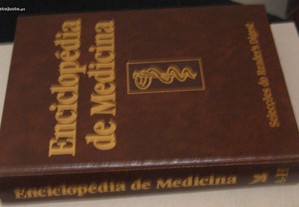 Enciclopédia
de Medicina
Selecções do Reader's Digest
Enciclopédia de Medicina